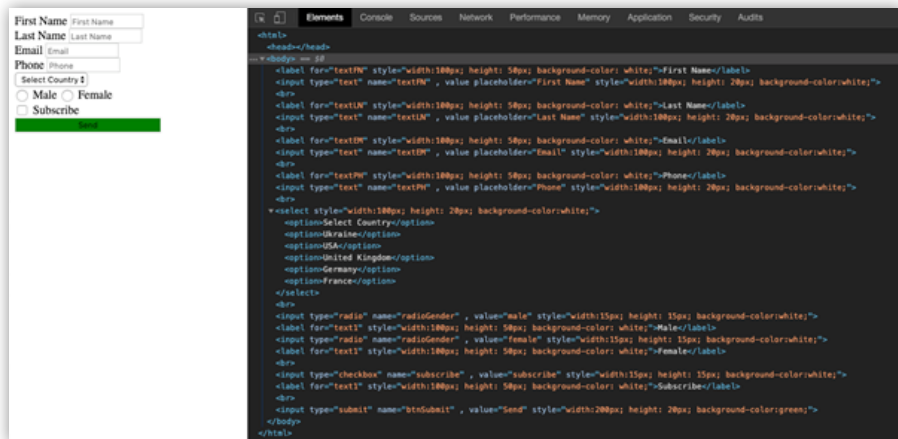 First Name First Name
Last Name Last Name
Email Email
Phone Phone
Select Country
Male Female
Subscribe
Send
Elements Console Sources Network Performance Memory Application Security Audits
<html>
<head></head>
... ▼<body> == $0
<label for="textFN" style="width:100px; height: 50px; background-color: white;">First Name</label>
<input type="text" name="textFN" , value placeholder="First Name" style="width:100px; height: 20px; background-color:white;">
<br>
<label for="textLN" style="width:100px; height: 50px; background-color: white;">Last Name</label>
<input type="text" name="textLN" , value placeholder="Last Name" style="width:100px; height: 20px; background-color:white;">
<br>
<label for="textEM" style="width:100px; height: 50px; background-color: white;">Email</label>
<input type="text" name="textEM" , value placeholder="Email" style="width:100px; height: 20px; background-color:white;">
<br>
<label for="textPH" style="width:100px; height: 50px; background-color: white;">Phone</label>
<input type="text" name="textPH" , value placeholder="Phone" style="width:100px; height: 20px; background-color:white;">
<br>
▼<select style="width:100px; height: 20px; background-color:white;">
<option>Select Country</option>
<option>Ukraine</option>
<option>USA</option>
<option>United Kingdom</option>
<option>Germany</option>
<option>France</option>
</select>
<br>
<input type="radio" name="radioGender" , value="male" style="width:15px; height: 15px; background-color:white;">
<label for="text1" style="width:100px; height: 50px; background-color: white;">Male</label>
<input type="radio" name="radioGender" , value="female" style="width:15px; height: 15px; background-color:white;">
<label for="text1" style="width:100px; height: 50px; background-color: white;">Female</label>
<br>
<input type="checkbox" name="subscribe" , value="subscribe" style="width:15px; height: 15px; background-color:white;">
<label for="text1" style="width:100px; height: 50px; background-color: white;">Subscribe</label>
<br>
<input type="submit" name="btnSubmit" , value="Send" style="width:200px; height: 20px; background-color:green;">
</body>
</html>